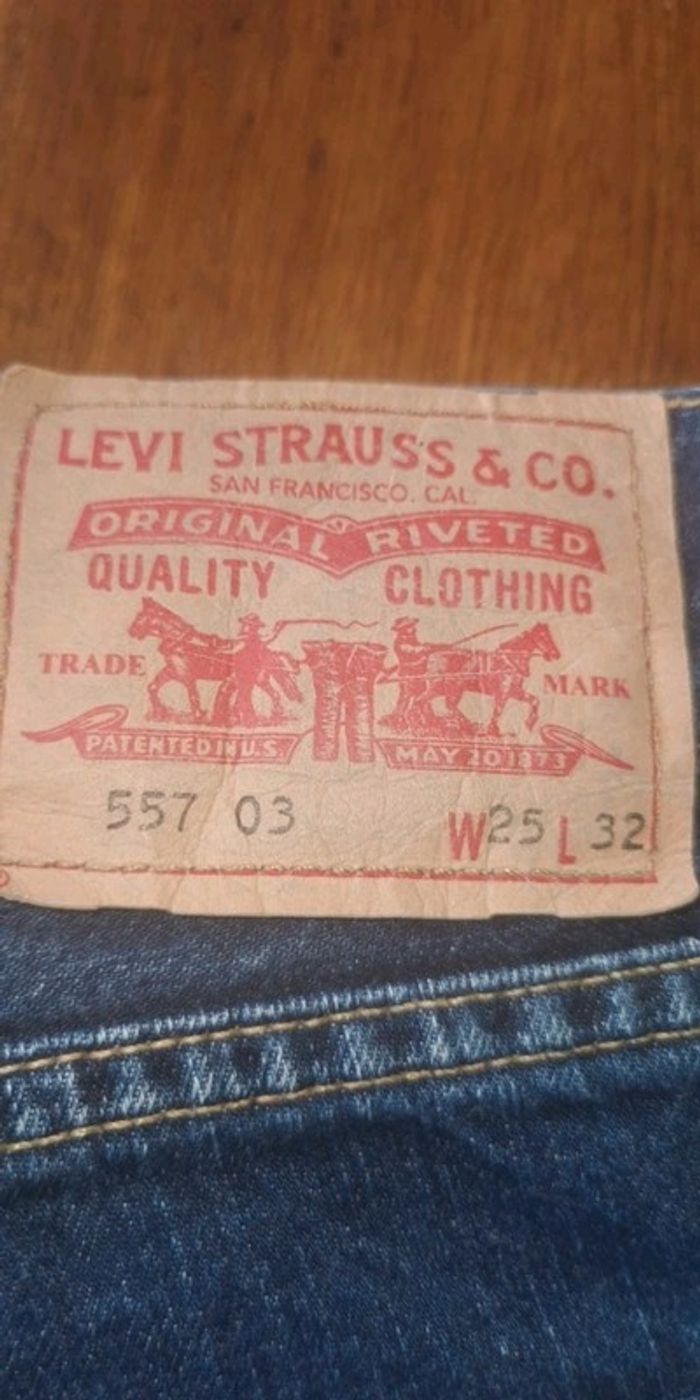 LEVI STRAUSS & CO.
SAN FRANCISCO. CAL.
ORIGINAL RIVETED
QUALITY CLOTHING
TRADE MARK
PATENTED IN U.S. MAY 20 1873
557 03 W25 L 32